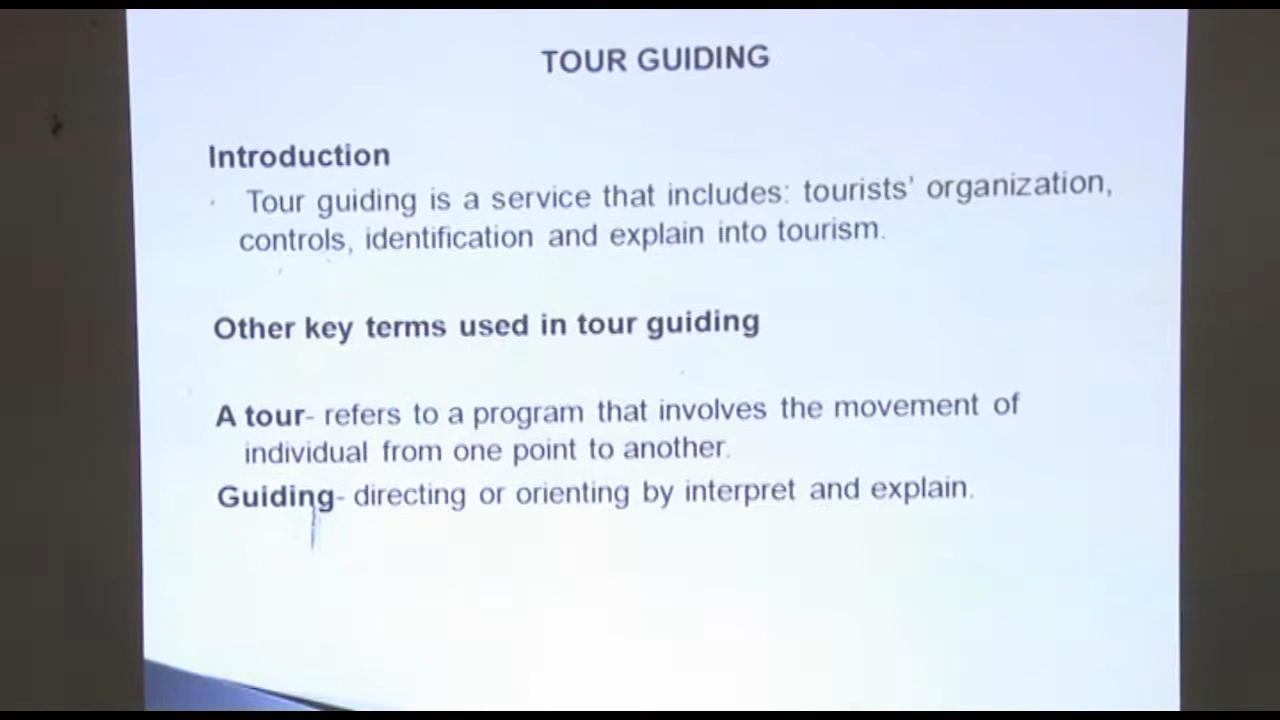 TOUR GUIDING
Introduction
· Tour guiding is a service that includes: tourists’ organization,
controls, identification and explain into tourism.
Other key terms used in tour guiding
A tour- refers to a program that involves the movement of
individual from one point to another.
Guiding- directing or orienting by interpret and explain.